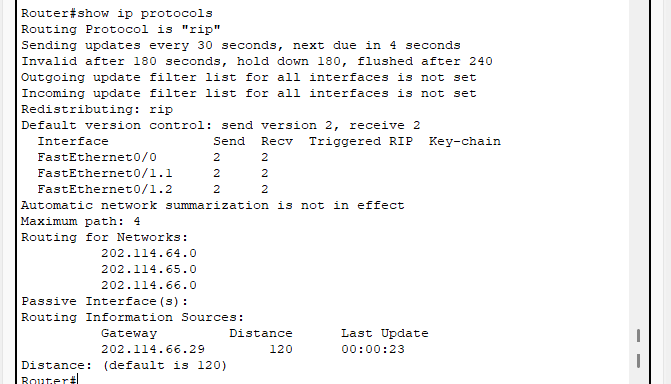 Router#show ip protocols
Routing Protocol is "rip"
Sending updates every 30 seconds, next due in 4 seconds
Invalid after 180 seconds, hold down 180, flushed after 240
Outgoing update filter list for all interfaces is not set
Incoming update filter list for all interfaces is not set
Redistributing: rip
Default version control: send version 2, receive 2
  Interface             Send  Recv  Triggered RIP  Key-chain
  FastEthernet0/0       2     2
  FastEthernet0/1.1     2     2
  FastEthernet0/1.2     2     2
Automatic network summarization is not in effect
Maximum path: 4
Routing for Networks:
          202.114.64.0
          202.114.65.0
          202.114.66.0
Passive Interface(s):
Routing Information Sources:
          Gateway         Distance      Last Update
          202.114.66.29        120      00:00:23
Distance: (default is 120)
Router#